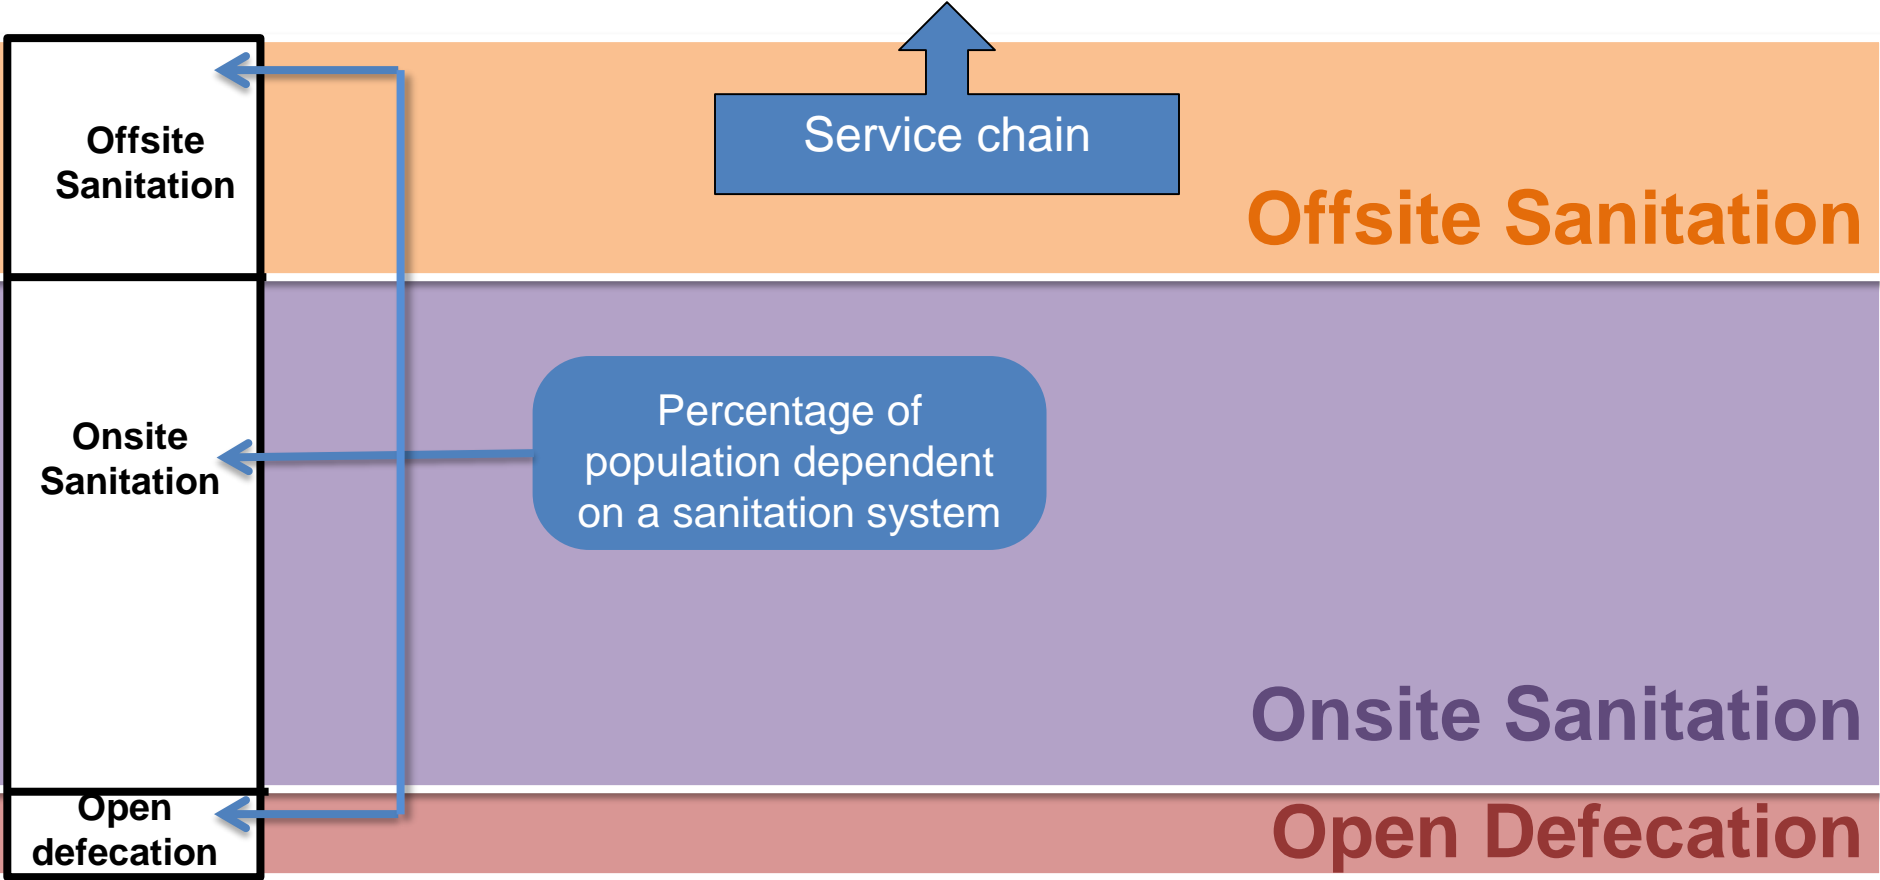 Offsite
Sanitation
Service chain
Offsite Sanitation
Onsite
Sanitation
Percentage of
population dependent
on a sanitation system
Onsite Sanitation
Open
defecation
Open Defecation